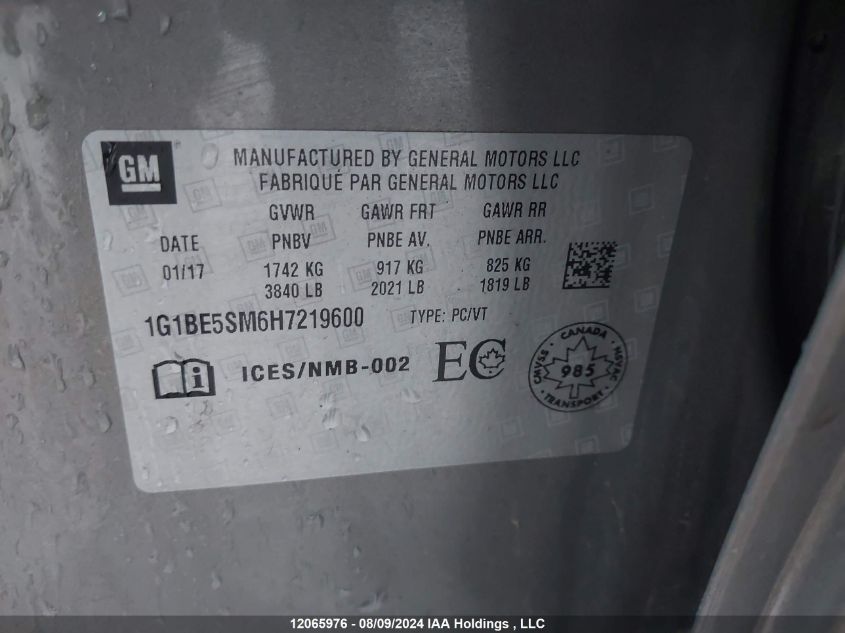 GM
MANUFACTURED BY GENERAL MOTORS LLC
FABRIQUÉ PAR GENERAL MOTORS LLC
GVWR GAWR FRT GAWR RR
DATE PNBV PNBE AV. PNBE ARR.
01/17 1742 KG 917 KG 825 KG
3840 LB 2021 LB 1819 LB
1G1BE5SM6H7219600 TYPE: PC/VT
i ICES/NMB-002 EC
CANADA
CMVSS 985 NSVAC
TRANSPORT
12065976 - 08/09/2024 IAA Holdings , LLC